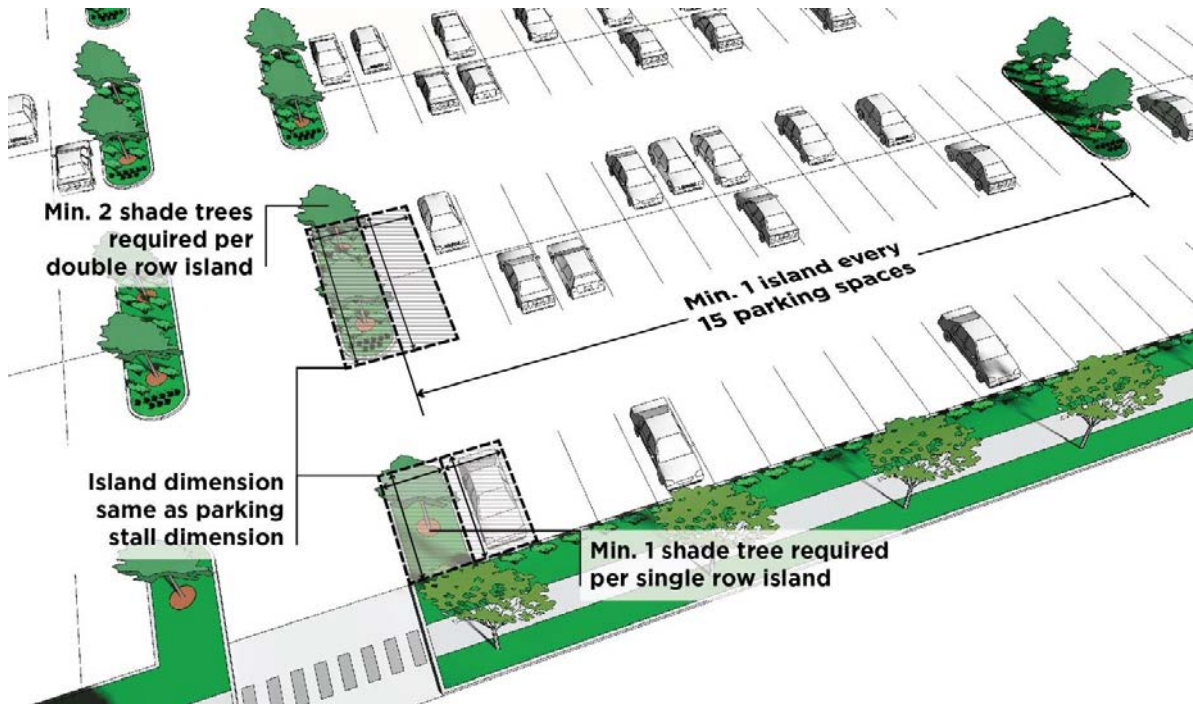 Min. 2 shade trees
required per
double row island
Min. 1 island every
15 parking spaces
Island dimension
same as parking
stall dimension
Min. 1 shade tree required
per single row island